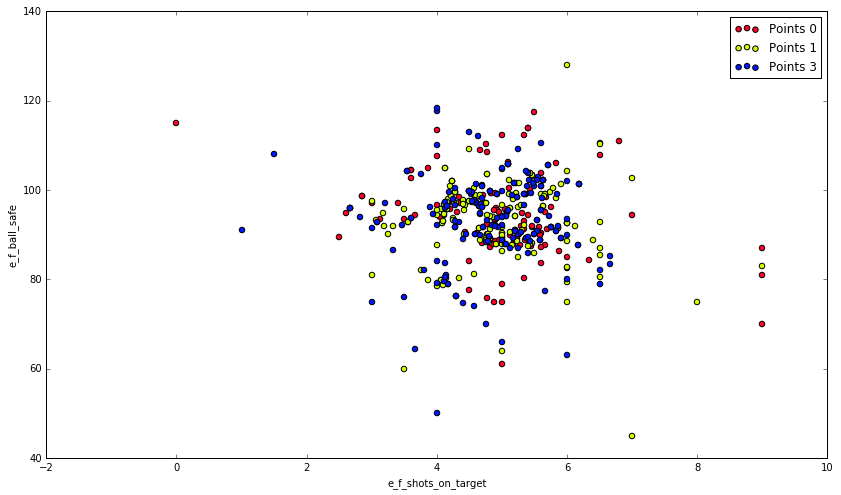 140
120
100
80
60
40
e_f_ball_safe
−2
0
2
4
6
8
10
e_f_shots_on_target
Points 0
Points 1
Points 3